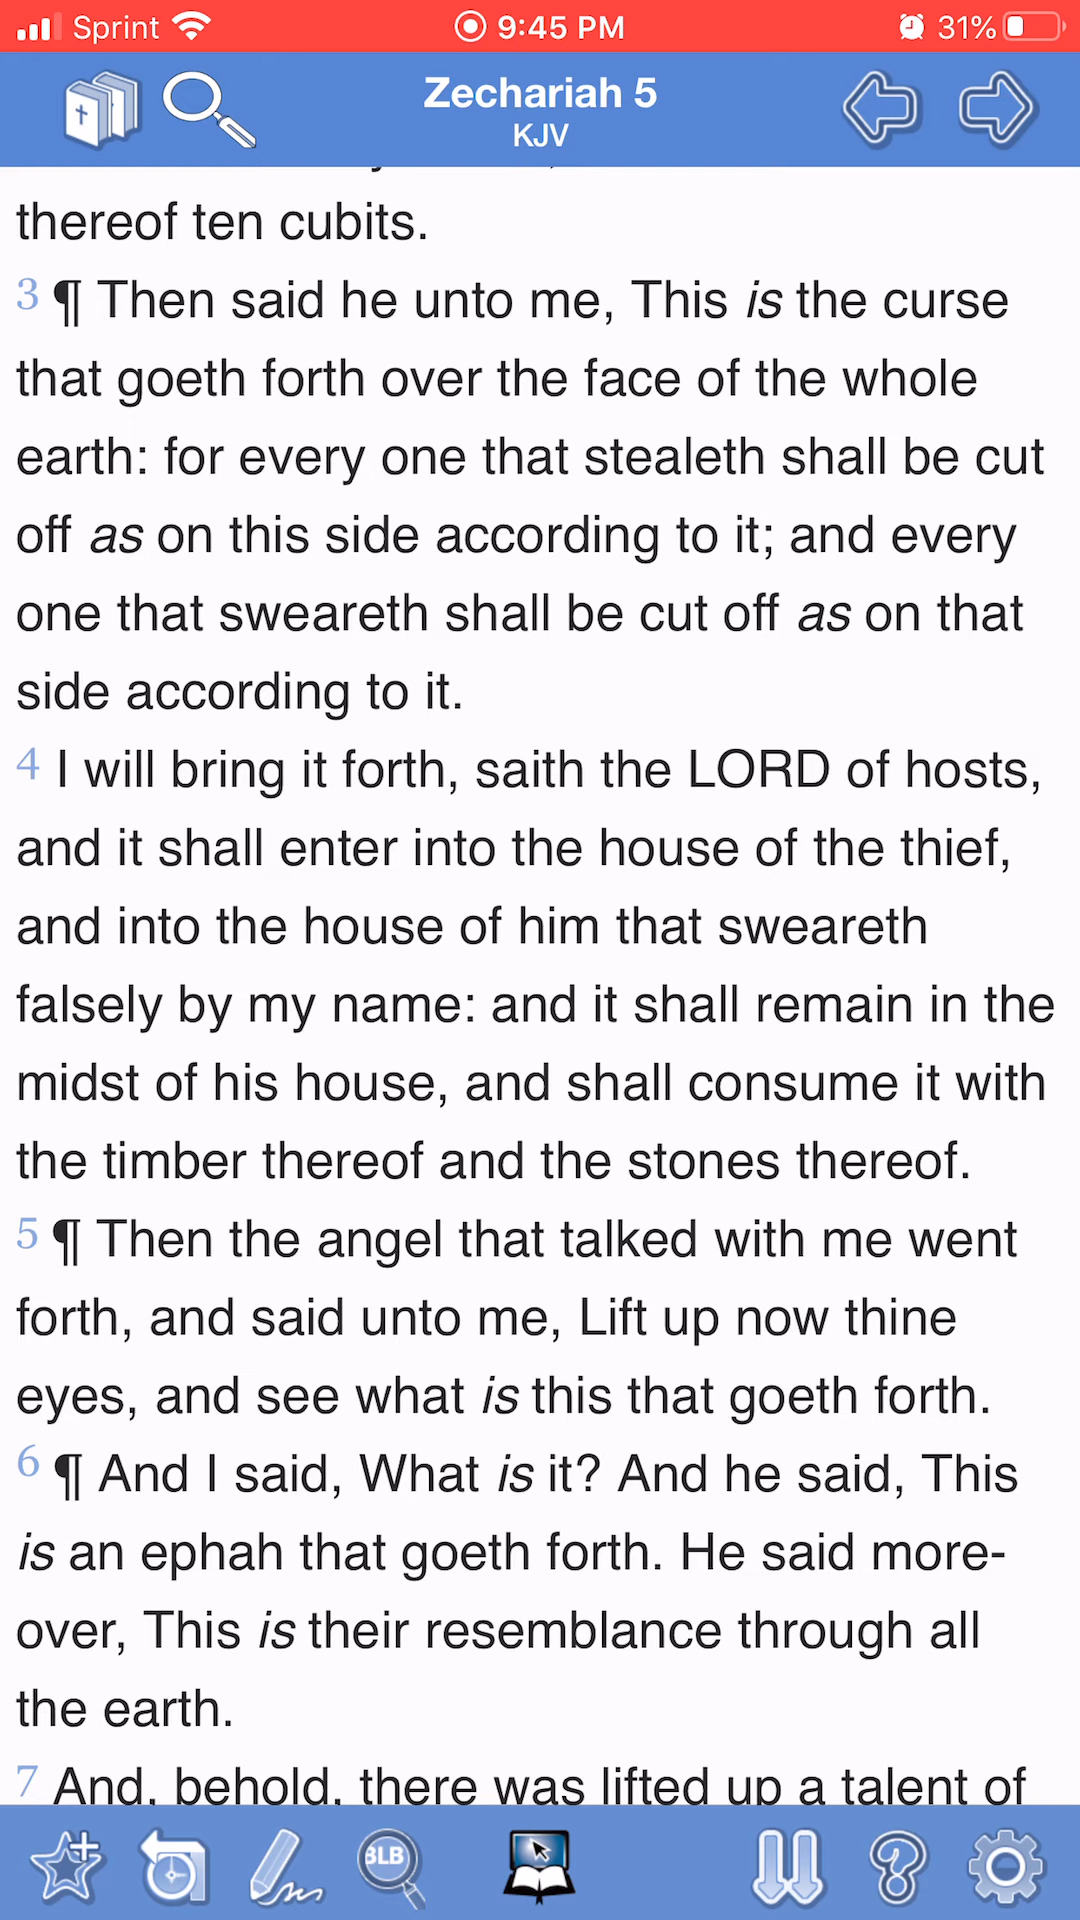 Sprint 9:45 PM 31%
Zechariah 5
KJV
thereof ten cubits.
3 ¶ Then said he unto me, This is the curse
that goeth forth over the face of the whole
earth: for every one that stealeth shall be cut
off as on this side according to it; and every
one that sweareth shall be cut off as on that
side according to it.
4 I will bring it forth, saith the LORD of hosts,
and it shall enter into the house of the thief,
and into the house of him that sweareth
falsely by my name: and it shall remain in the
midst of his house, and shall consume it with
the timber thereof and the stones thereof.
5 ¶ Then the angel that talked with me went
forth, and said unto me, Lift up now thine
eyes, and see what is this that goeth forth.
6 ¶ And I said, What is it? And he said, This
is an ephah that goeth forth. He said more-
over, This is their resemblance through all
the earth.
7 And, behold, there was lifted up a talent of
BLB